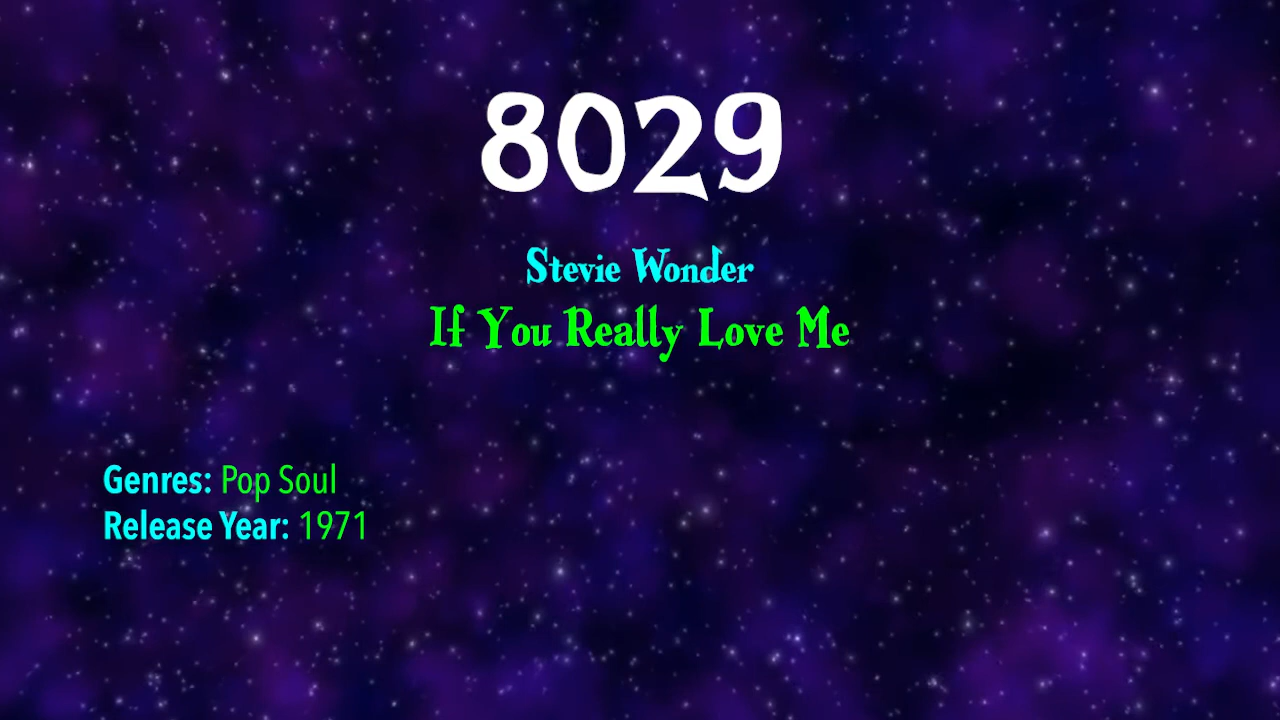 8029
Stevie Wonder
If You Really Love Me
Genres: Pop Soul
Release Year: 1971